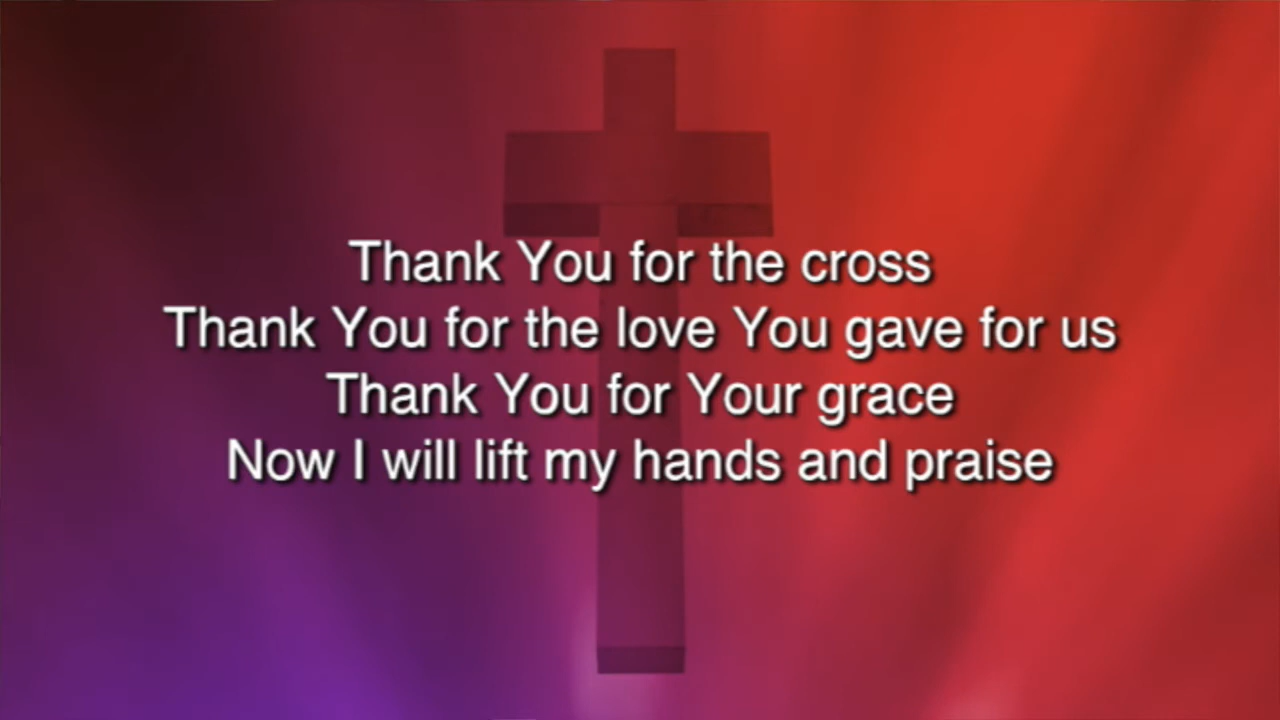 Thank You for the cross
Thank You for the love You gave for us
Thank You for Your grace
Now I will lift my hands and praise